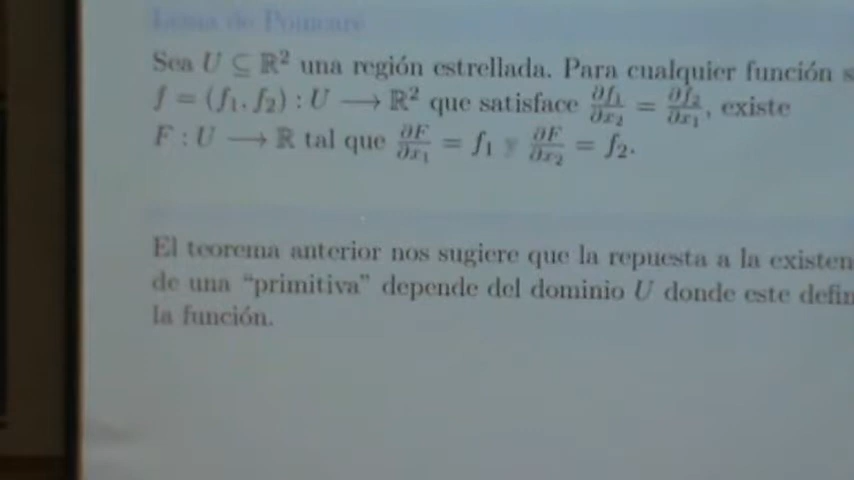 Lema de Poincaré
Sea U ⊆ ℝ² una región estrellada. Para cualquier función s
f = (f₁, f₂) : U ⟶ ℝ² que satisface ∂f₁/∂x₂ = ∂f₂/∂x₁, existe
F : U ⟶ ℝ tal que ∂F/∂x₁ = f₁ y ∂F/∂x₂ = f₂.
El teorema anterior nos sugiere que la repuesta a la existen
de una “primitiva” depende del dominio U donde este defin
la función.